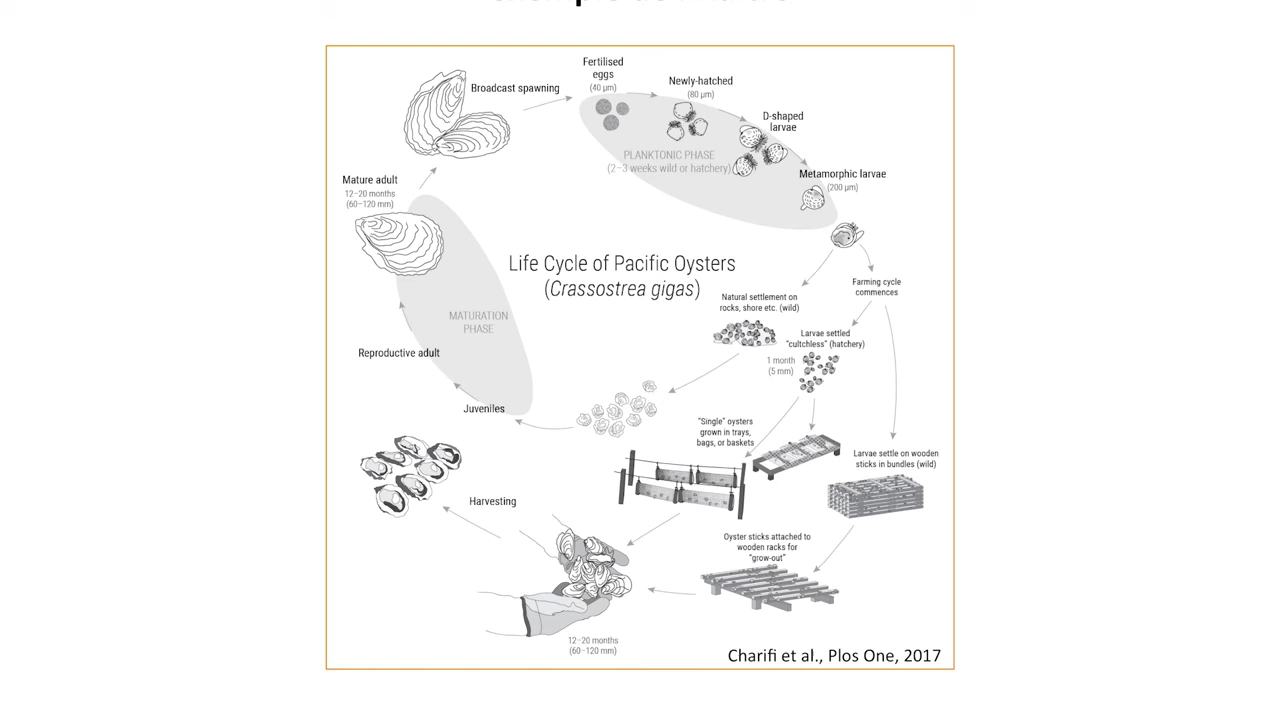 Fertilised
eggs
(40 μm)
Broadcast spawning
Newly-hatched
(80 μm)
D-shaped
larvae
PLANKTONIC PHASE
(2–3 weeks wild or hatchery)
Metamorphic larvae
(200 μm)
Mature adult
12–20 months
(60–120 mm)
Life Cycle of Pacific Oysters
(Crassostrea gigas)
Farming cycle
commences
Natural settlement on
rocks, shore etc. (wild)
MATURATION
PHASE
Larvae settled
"cultchless" (hatchery)
1 month
(5 mm)
Reproductive adult
Juveniles
"Single" oysters
grown in trays,
bags, or baskets
Larvae settle on wooden
sticks in bundles (wild)
Harvesting
Oyster sticks attached to
wooden racks for
"grow-out"
12–20 months
(60–120 mm)
Charifi et al., Plos One, 2017